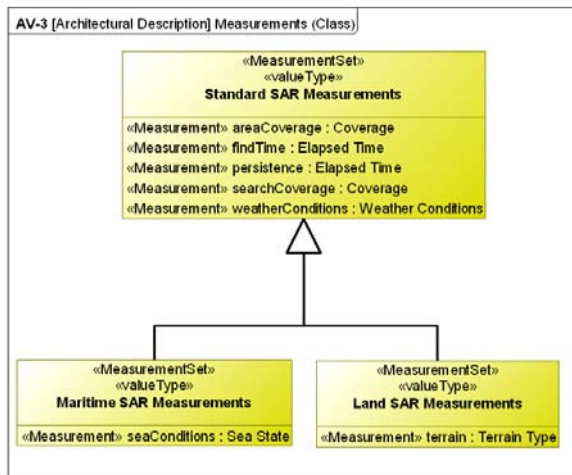 AV-3 [Architectural Description] Measurements (Class)
«MeasurementSet»
«valueType»
Standard SAR Measurements
«Measurement» areaCoverage : Coverage
«Measurement» findTime : Elapsed Time
«Measurement» persistence : Elapsed Time
«Measurement» searchCoverage : Coverage
«Measurement» weatherConditions : Weather Conditions
«MeasurementSet»
«valueType»
Maritime SAR Measurements
«Measurement» seaConditions : Sea State
«MeasurementSet»
«valueType»
Land SAR Measurements
«Measurement» terrain : Terrain Type